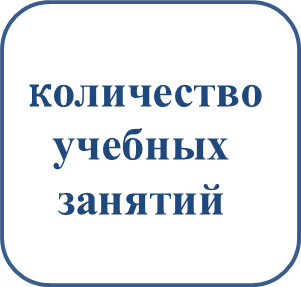 количество
учебных
занятий